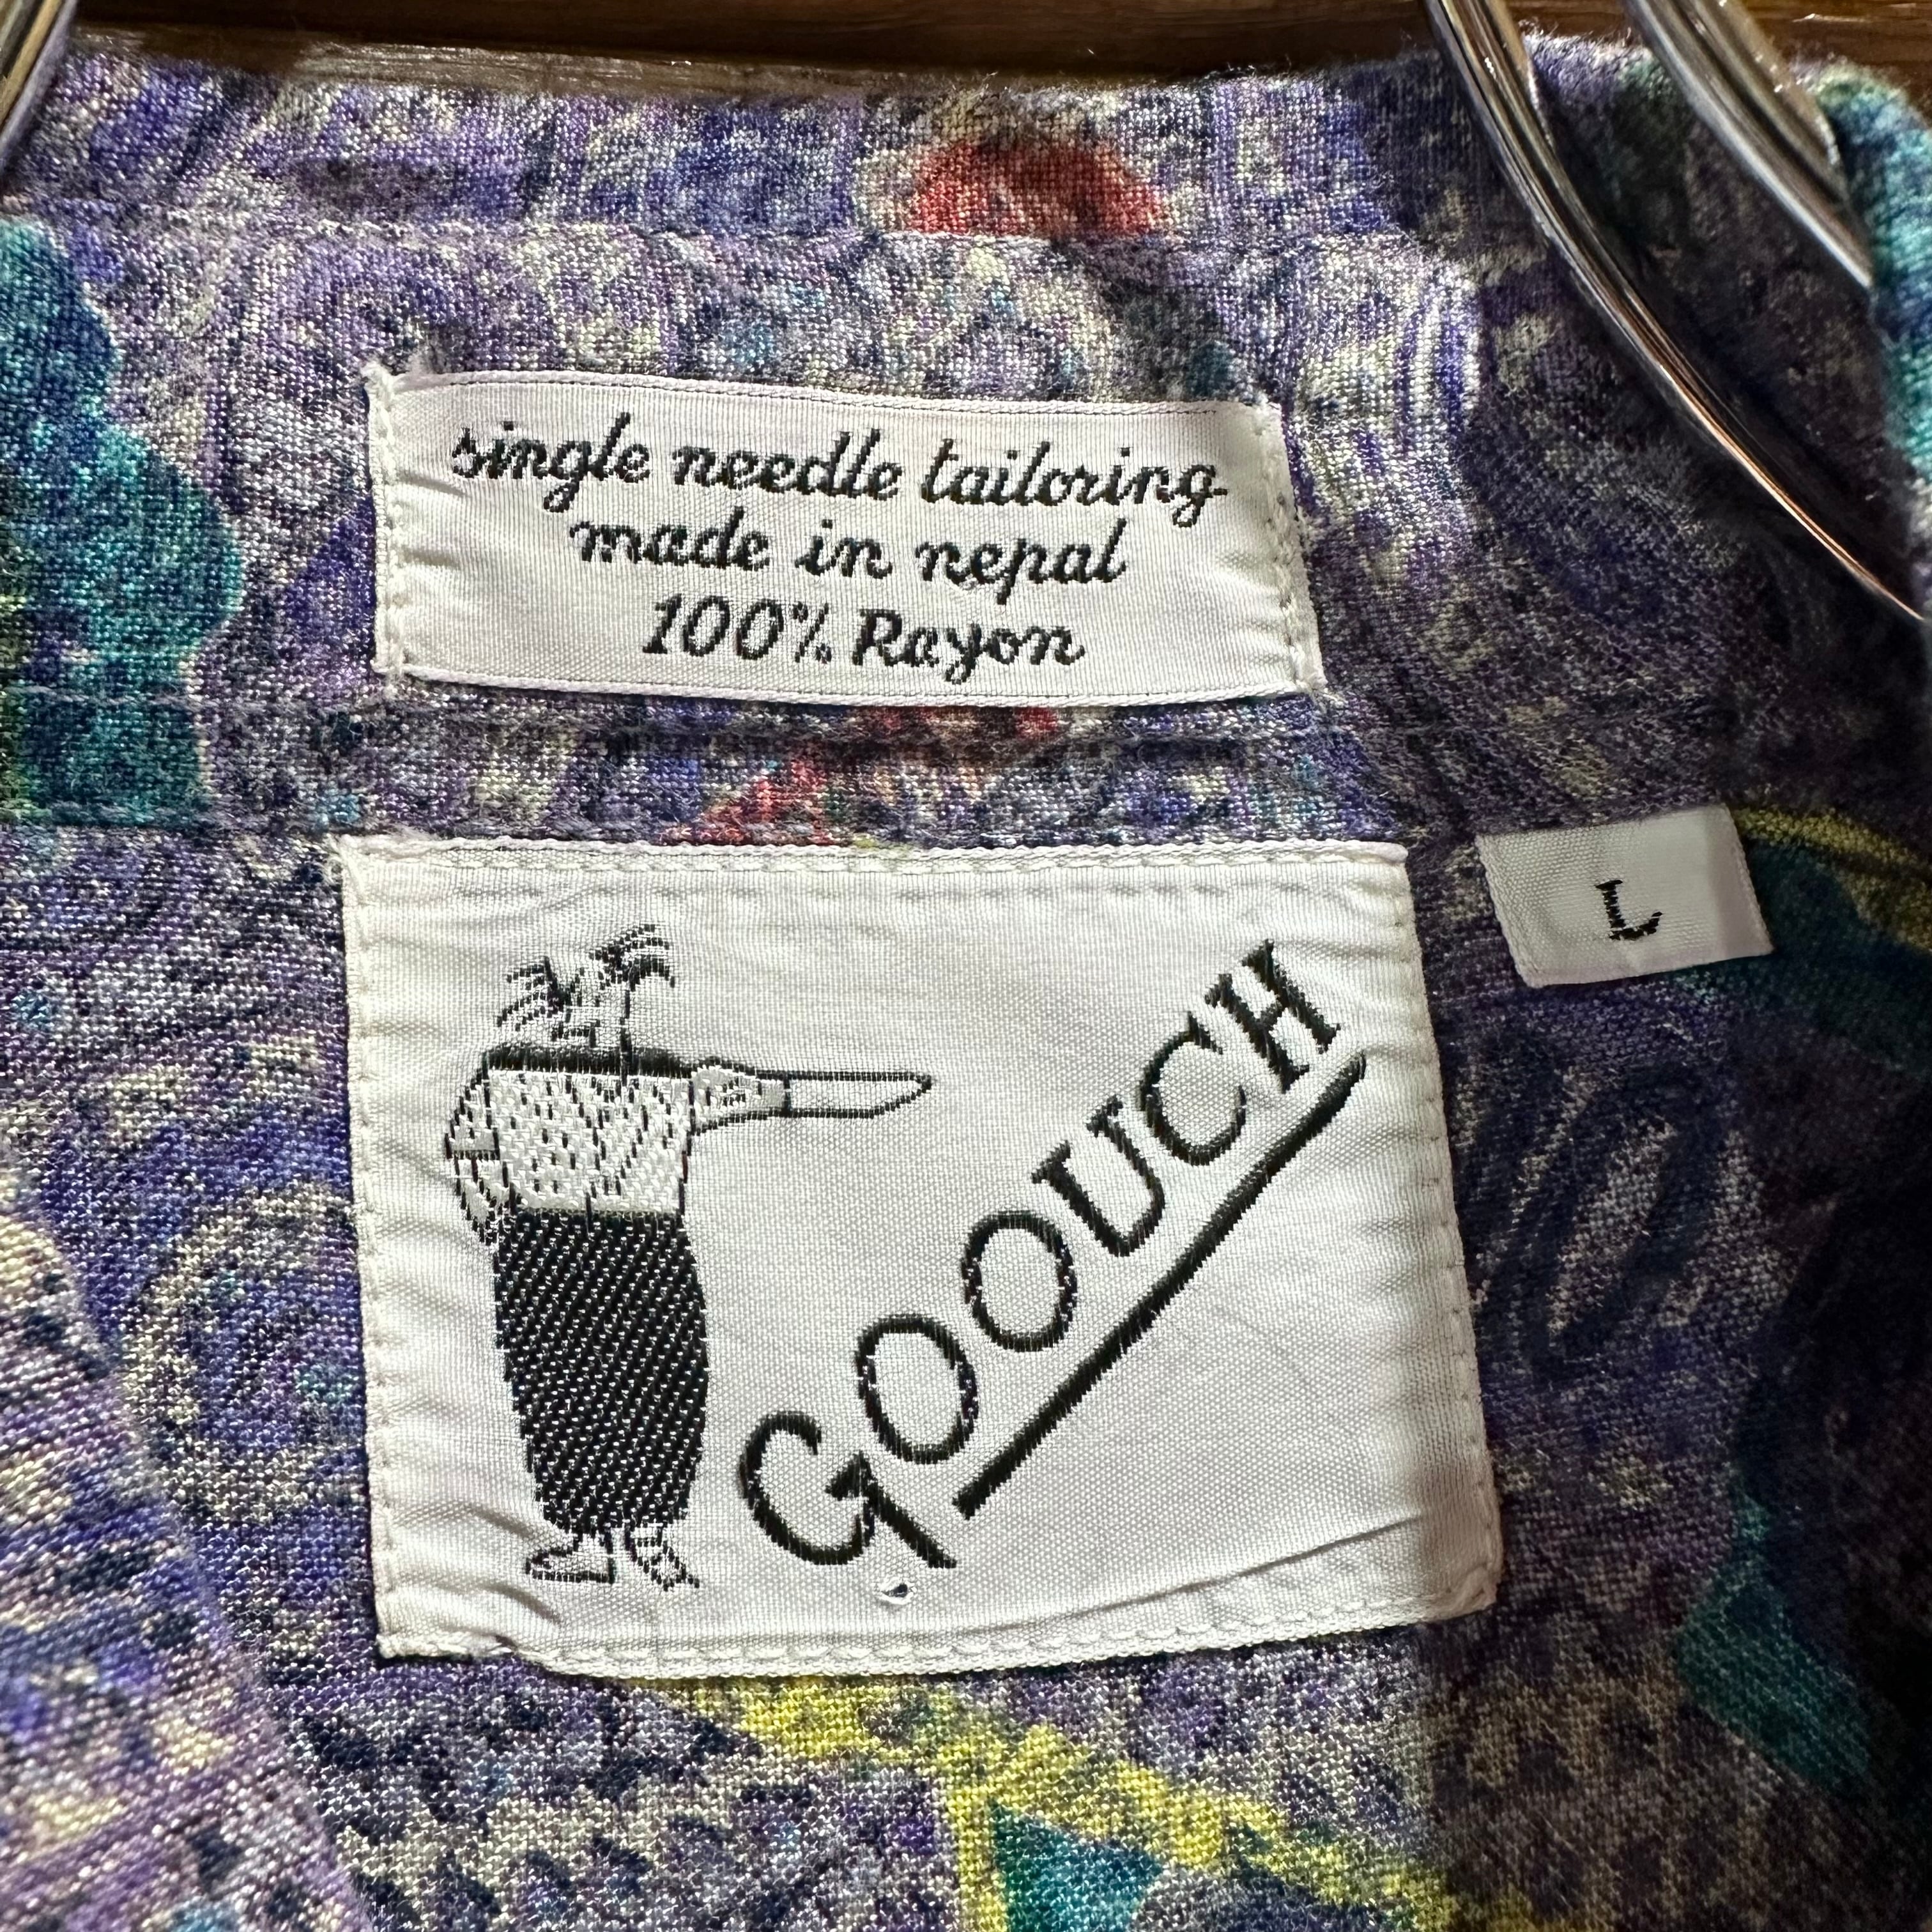 single needle tailoring
made in nepal
100% Rayon
L
GOOUCH